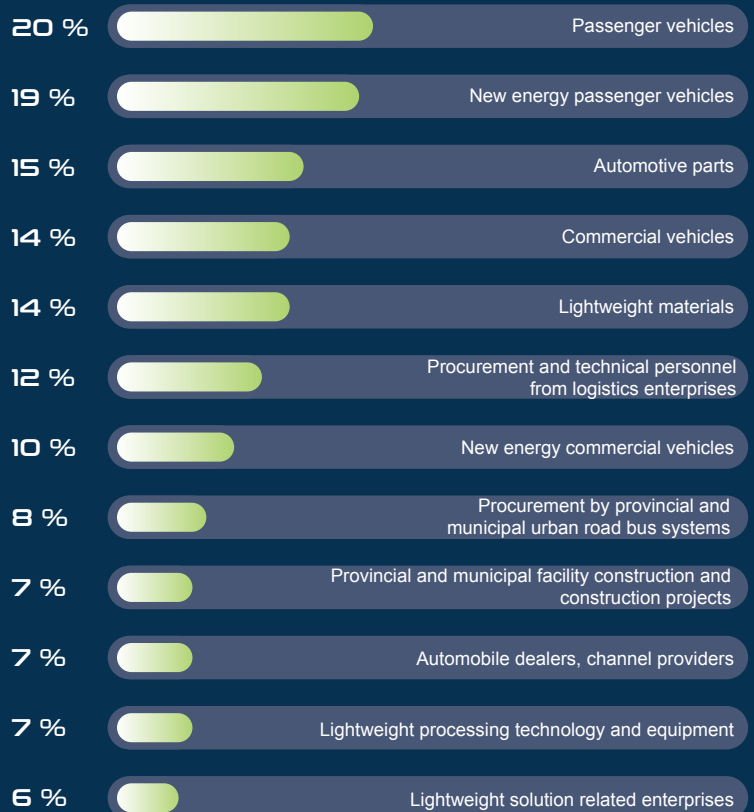 20 % Passenger vehicles
19 % New energy passenger vehicles
15 % Automotive parts
14 % Commercial vehicles
14 % Lightweight materials
12 % Procurement and technical personnel
from logistics enterprises
10 % New energy commercial vehicles
8 % Procurement by provincial and
municipal urban road bus systems
7 % Provincial and municipal facility construction and
construction projects
7 % Automobile dealers, channel providers
7 % Lightweight processing technology and equipment
6 % Lightweight solution related enterprises